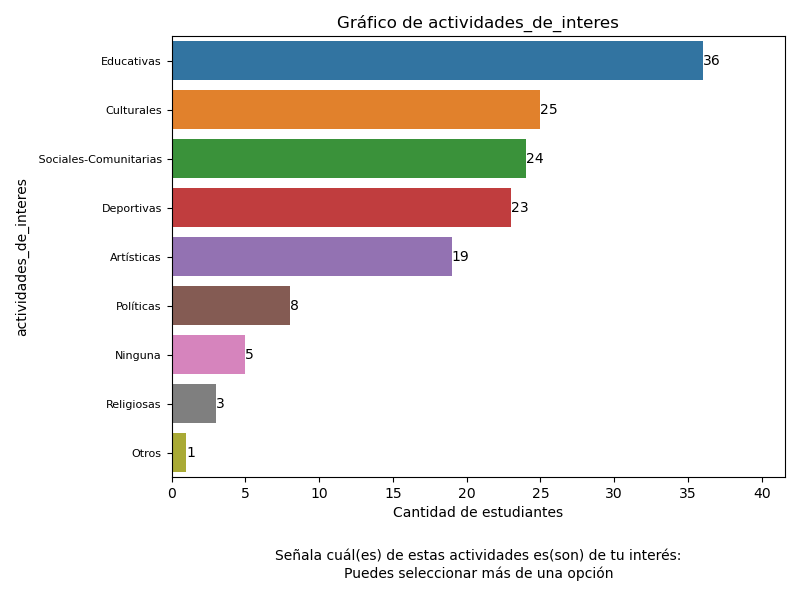 Gráfico de actividades_de_interes
Educativas 36
Culturales 25
Sociales-Comunitarias 24
Deportivas 23
Artísticas 19
Políticas 8
Ninguna 5
Religiosas 3
Otros 1
actividades_de_interes
0 5 10 15 20 25 30 35 40
Cantidad de estudiantes
Señala cuál(es) de estas actividades es(son) de tu interés:
Puedes seleccionar más de una opción